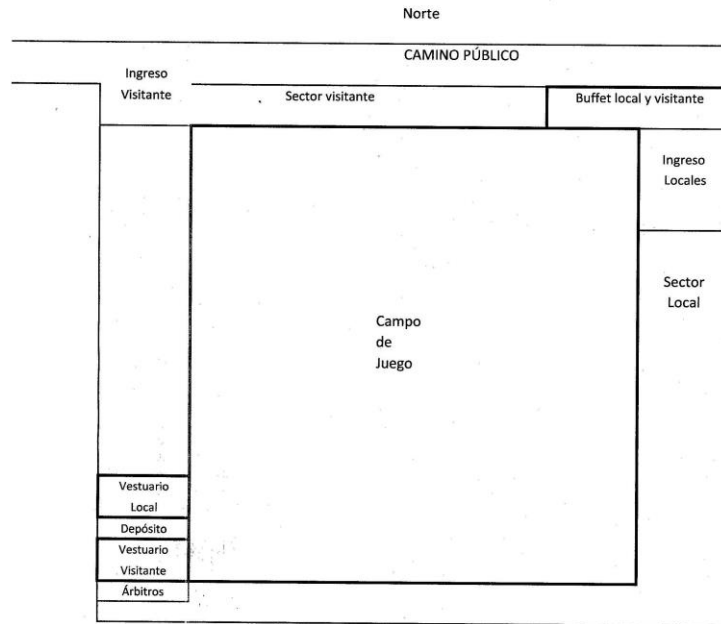 Norte
CAMINO PÚBLICO
Ingreso
Visitante
Sector visitante
Buffet local y visitante
Ingreso
Locales
Sector
Local
Campo
de
Juego
Vestuario
Local
Depósito
Vestuario
Visitante
Árbitros